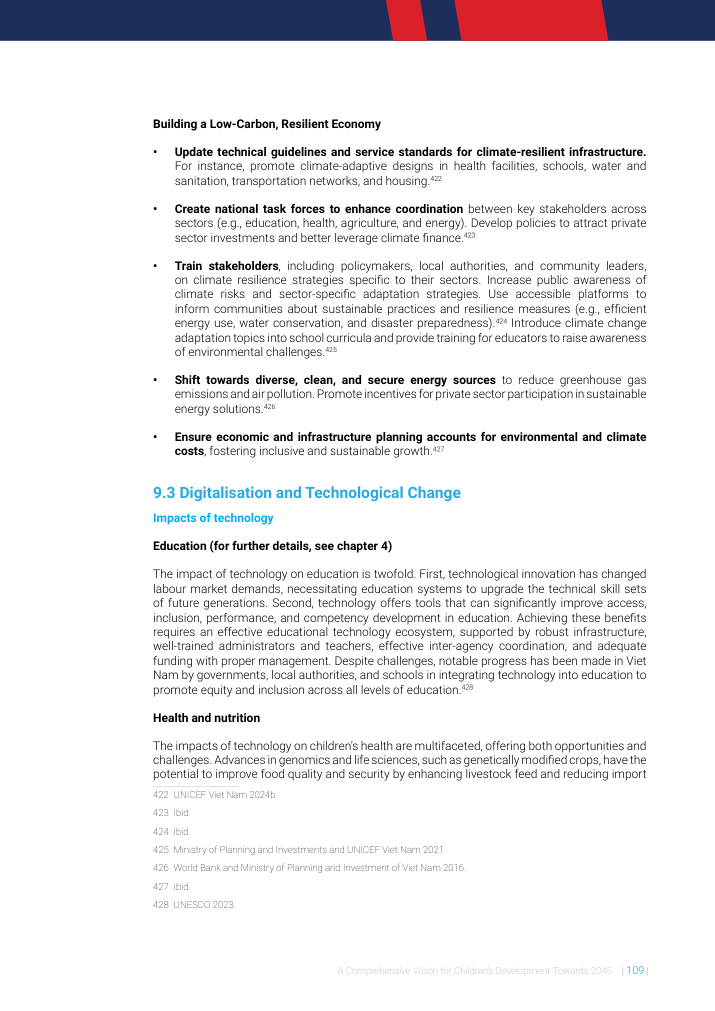 Building a Low-Carbon, Resilient Economy
• Update technical guidelines and service standards for climate-resilient infrastructure.
For instance, promote climate-adaptive designs in health facilities, schools, water and
sanitation, transportation networks, and housing.422
• Create national task forces to enhance coordination between key stakeholders across
sectors (e.g., education, health, agriculture, and energy). Develop policies to attract private
sector investments and better leverage climate finance.423
• Train stakeholders, including policymakers, local authorities, and community leaders,
on climate resilience strategies specific to their sectors. Increase public awareness of
climate risks and sector-specific adaptation strategies. Use accessible platforms to
inform communities about sustainable practices and resilience measures (e.g., efficient
energy use, water conservation, and disaster preparedness).424 Introduce climate change
adaptation topics into school curricula and provide training for educators to raise awareness
of environmental challenges.425
• Shift towards diverse, clean, and secure energy sources to reduce greenhouse gas
emissions and air pollution. Promote incentives for private sector participation in sustainable
energy solutions.426
• Ensure economic and infrastructure planning accounts for environmental and climate
costs, fostering inclusive and sustainable growth.427
9.3 Digitalisation and Technological Change
Impacts of technology
Education (for further details, see chapter 4)
The impact of technology on education is twofold. First, technological innovation has changed
labour market demands, necessitating education systems to upgrade the technical skill sets
of future generations. Second, technology offers tools that can significantly improve access,
inclusion, performance, and competency development in education. Achieving these benefits
requires an effective educational technology ecosystem, supported by robust infrastructure,
well-trained administrators and teachers, effective inter-agency coordination, and adequate
funding with proper management. Despite challenges, notable progress has been made in Viet
Nam by governments, local authorities, and schools in integrating technology into education to
promote equity and inclusion across all levels of education.428
Health and nutrition
The impacts of technology on children's health are multifaceted, offering both opportunities and
challenges. Advances in genomics and life sciences, such as genetically modified crops, have the
potential to improve food quality and security by enhancing livestock feed and reducing import
422 UNICEF Viet Nam 2024b.
423 Ibid.
424 Ibid.
425 Ministry of Planning and Investments and UNICEF Viet Nam 2021.
426 World Bank and Ministry of Planning and Investment of Viet Nam 2016.
427 Ibid.
428 UNESCO 2023.
A Comprehensive Vision for Children's Development Towards 2045 | 109 |